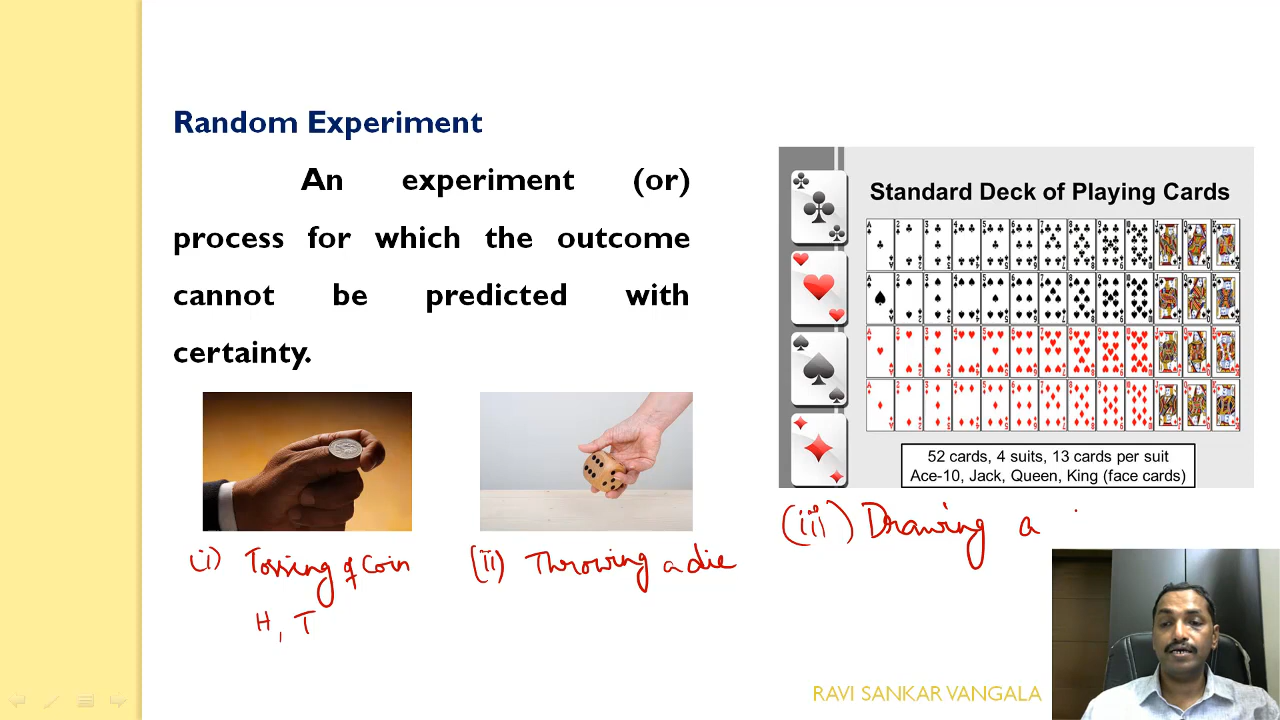 Random Experiment
An experiment (or)
process for which the outcome
cannot be predicted with
certainty.
Standard Deck of Playing Cards
52 cards, 4 suits, 13 cards per suit
Ace-10, Jack, Queen, King (face cards)
(i) Tossing of Coin
H, T
(ii) Throwing a die
(iii) Drawing a
RAVI SANKAR VANGALA